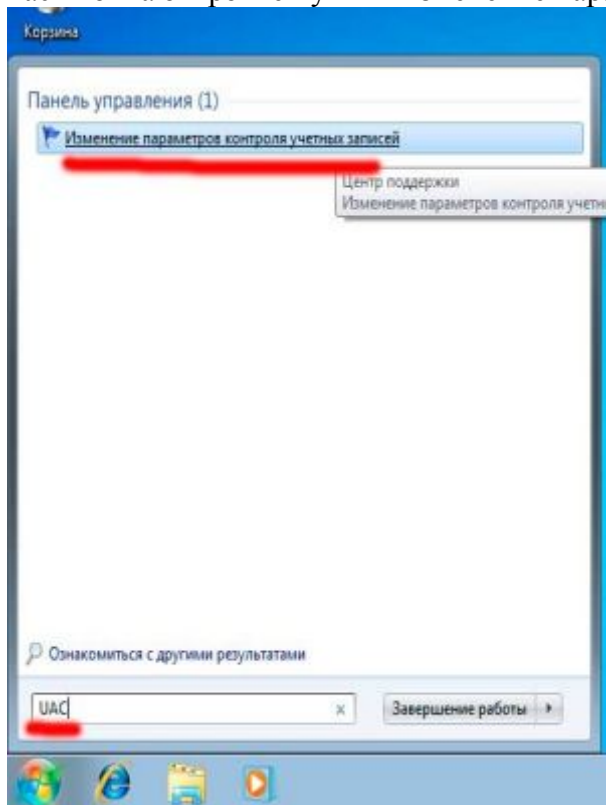 Корзина
Панель управления (1)
Изменение параметров контроля учетных записей
Центр поддержки
Изменение параметров контроля
Ознакомиться с другими результатами
UAC
Завершение работы